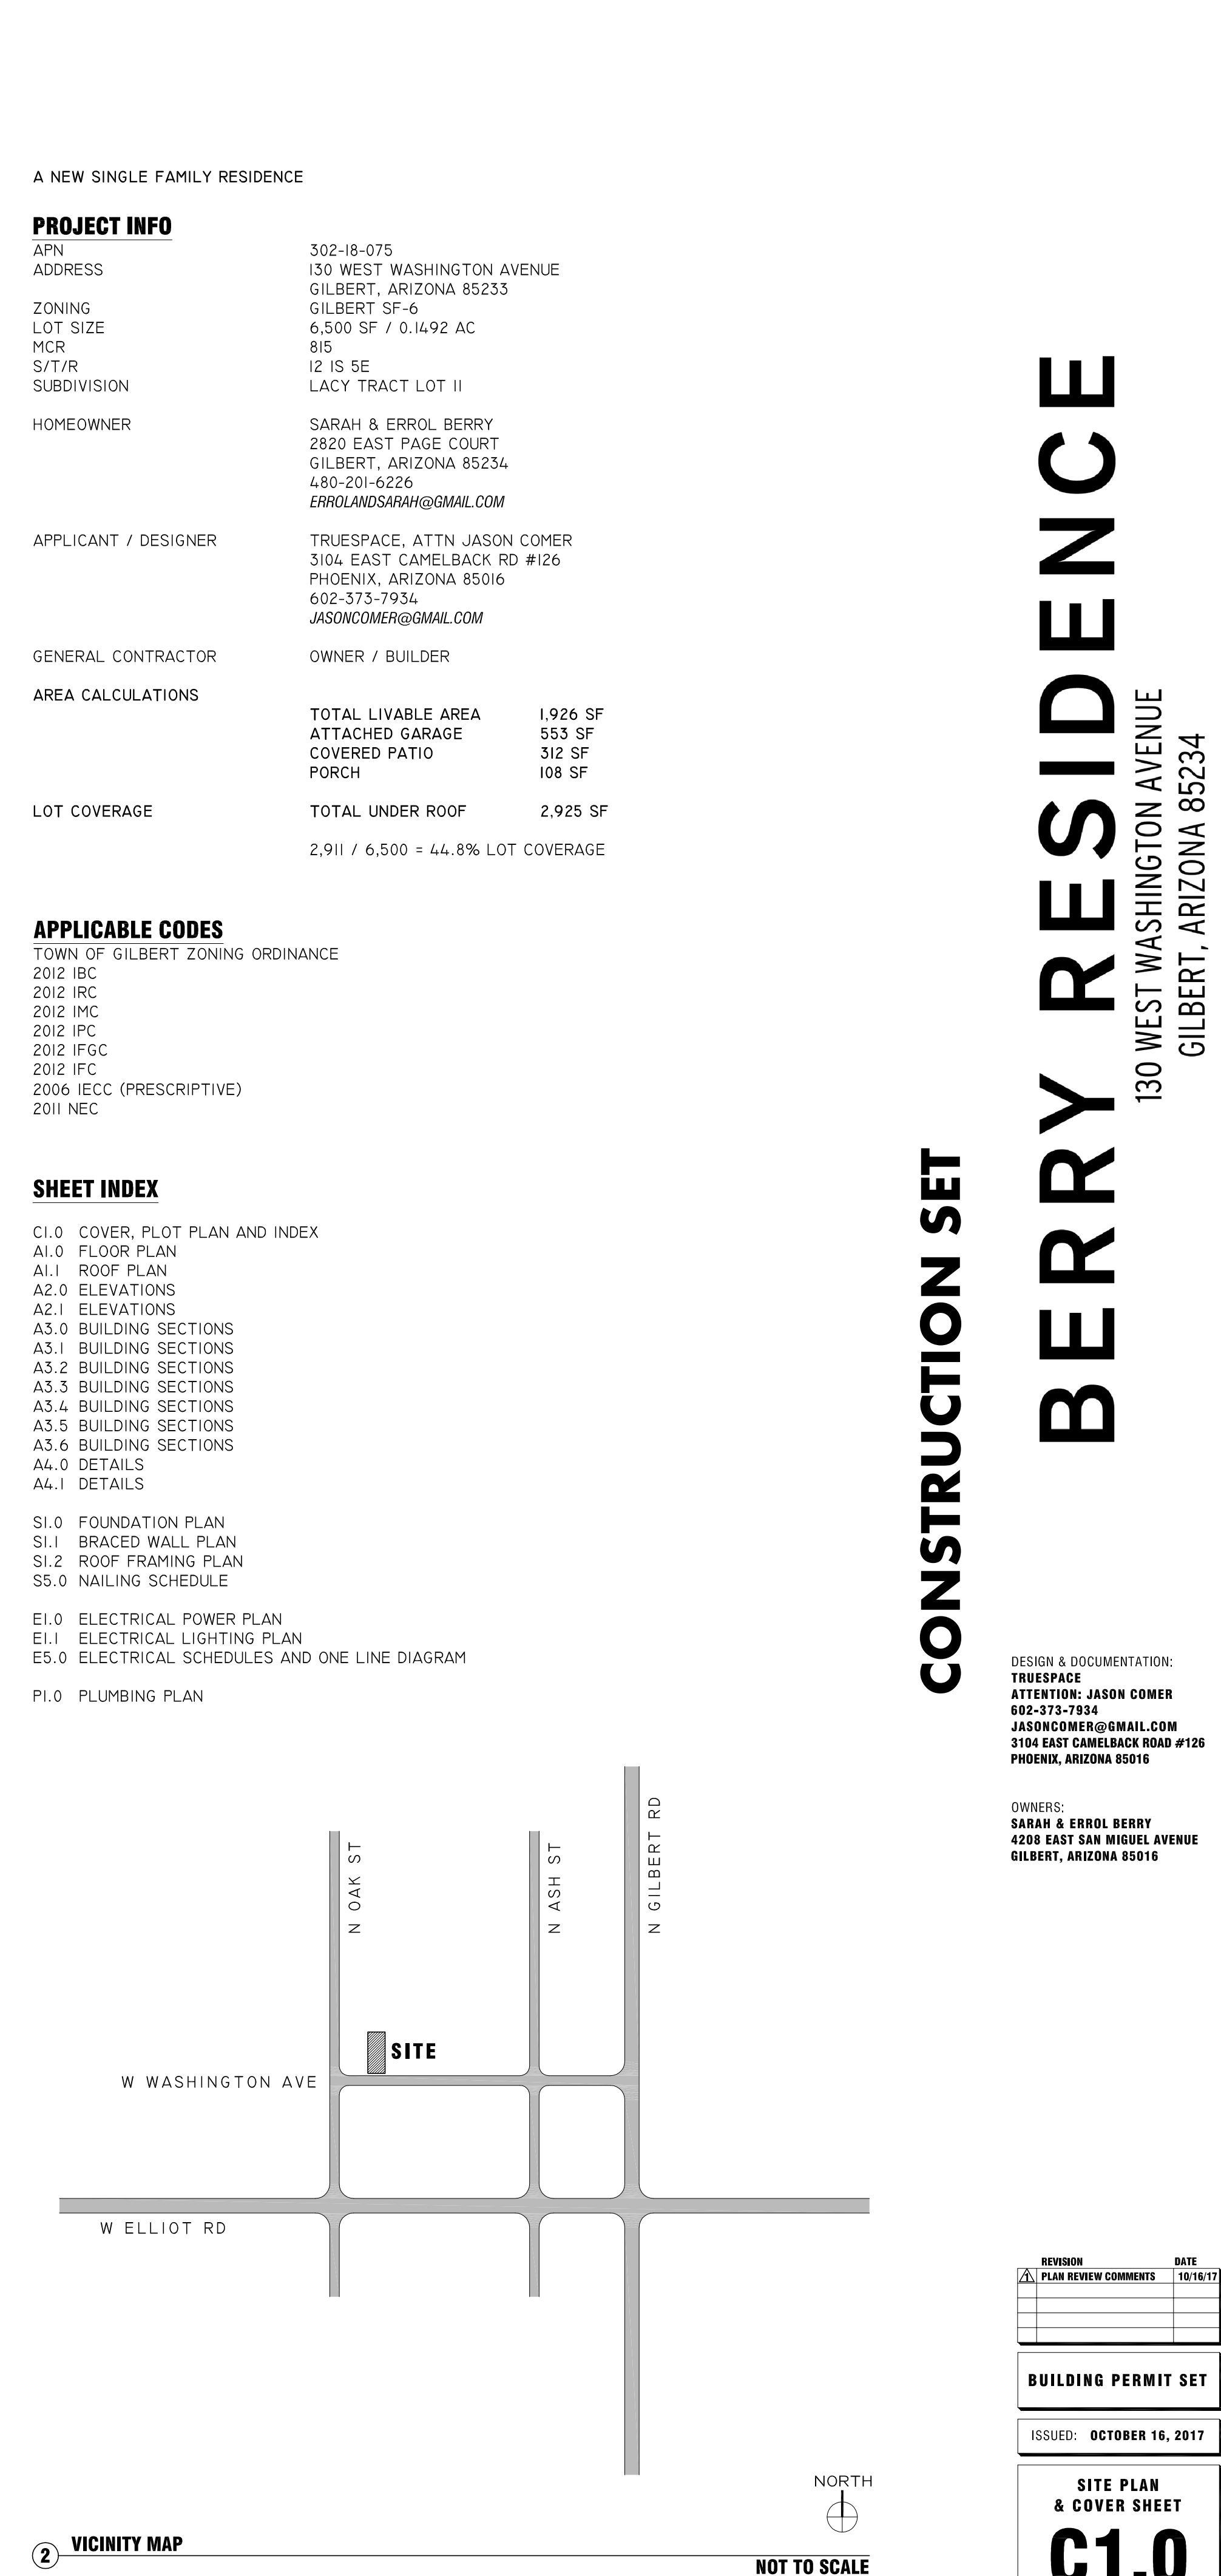 A NEW SINGLE FAMILY RESIDENCE
PROJECT INFO
APN 302-18-075
ADDRESS 130 WEST WASHINGTON AVENUE
GILBERT, ARIZONA 85233
ZONING GILBERT SF-6
LOT SIZE 6,500 SF / 0.1492 AC
MCR 815
S/T/R 12 1S 5E
SUBDIVISION LACY TRACT LOT 11
HOMEOWNER SARAH & ERROL BERRY
2820 EAST PAGE COURT
GILBERT, ARIZONA 85234
480-201-6226
ERROLANDSARAH@GMAIL.COM
APPLICANT / DESIGNER TRUESPACE, ATTN JASON COMER
3104 EAST CAMELBACK RD #126
PHOENIX, ARIZONA 85016
602-373-7934
JASONCOMER@GMAIL.COM
GENERAL CONTRACTOR OWNER / BUILDER
AREA CALCULATIONS
TOTAL LIVABLE AREA 1,926 SF
ATTACHED GARAGE 553 SF
COVERED PATIO 312 SF
PORCH 108 SF
LOT COVERAGE TOTAL UNDER ROOF 2,925 SF
2,911 / 6,500 = 44.8% LOT COVERAGE
APPLICABLE CODES
TOWN OF GILBERT ZONING ORDINANCE
2012 IBC
2012 IRC
2012 IMC
2012 IPC
2012 IFGC
2012 IFC
2006 IECC (PRESCRIPTIVE)
2011 NEC
SHEET INDEX
C1.0 COVER, PLOT PLAN AND INDEX
A1.0 FLOOR PLAN
A1.1 ROOF PLAN
A2.0 ELEVATIONS
A2.1 ELEVATIONS
A3.0 BUILDING SECTIONS
A3.1 BUILDING SECTIONS
A3.2 BUILDING SECTIONS
A3.3 BUILDING SECTIONS
A3.4 BUILDING SECTIONS
A3.5 BUILDING SECTIONS
A3.6 BUILDING SECTIONS
A4.0 DETAILS
A4.1 DETAILS
S1.0 FOUNDATION PLAN
S1.1 BRACED WALL PLAN
S1.2 ROOF FRAMING PLAN
S5.0 NAILING SCHEDULE
E1.0 ELECTRICAL POWER PLAN
E1.1 ELECTRICAL LIGHTING PLAN
E5.0 ELECTRICAL SCHEDULES AND ONE LINE DIAGRAM
P1.0 PLUMBING PLAN
N OAK ST
N ASH ST
N GILBERT RD
SITE
W WASHINGTON AVE
W ELLIOT RD
NORTH
2 VICINITY MAP
NOT TO SCALE
CONSTRUCTION SET
BERRY RESIDENCE
130 WEST WASHINGTON AVENUE
GILBERT, ARIZONA 85234
DESIGN & DOCUMENTATION:
TRUESPACE
ATTENTION: JASON COMER
602-373-7934
JASONCOMER@GMAIL.COM
3104 EAST CAMELBACK ROAD #126
PHOENIX, ARIZONA 85016
OWNERS:
SARAH & ERROL BERRY
4208 EAST SAN MIGUEL AVENUE
GILBERT, ARIZONA 85016
REVISION DATE
1 PLAN REVIEW COMMENTS 10/16/17
BUILDING PERMIT SET
ISSUED: OCTOBER 16, 2017
SITE PLAN
& COVER SHEET
C1.0